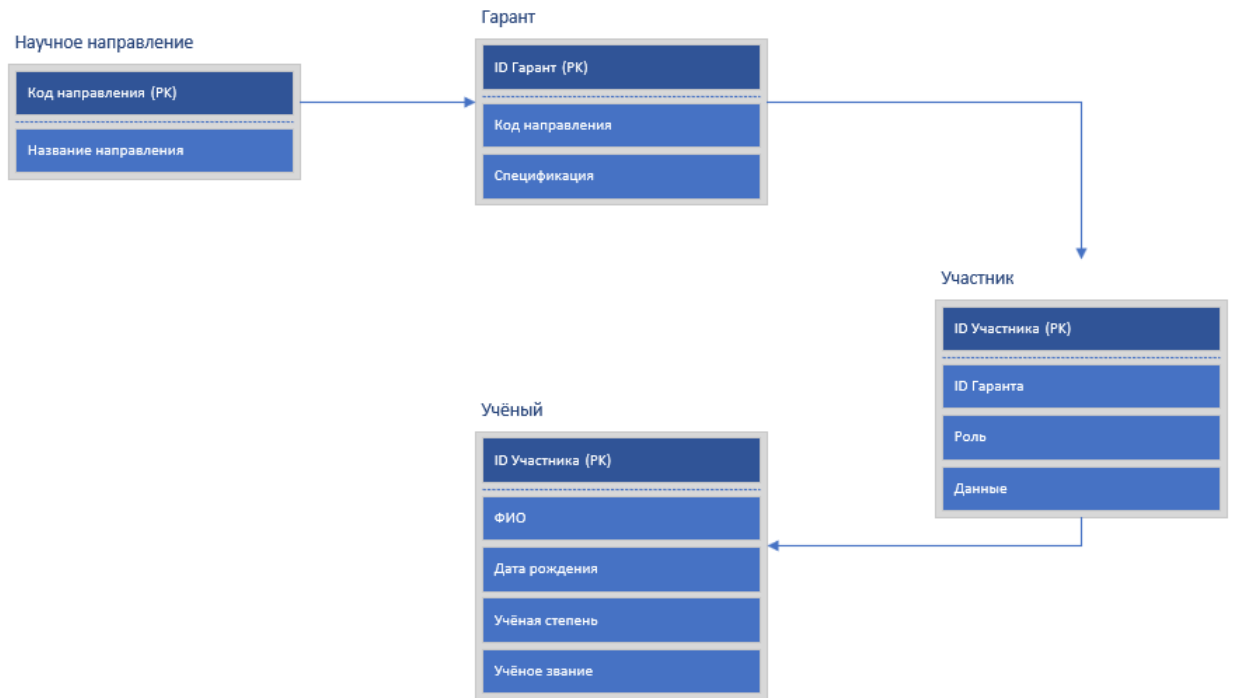 Научное направление
Код направления (PK)
Название направления
Гарант
ID Гарант (PK)
Код направления
Спецификация
Участник
ID Участника (PK)
ID Гаранта
Роль
Данные
Учёный
ID Участника (PK)
ФИО
Дата рождения
Учёная степень
Учёное звание